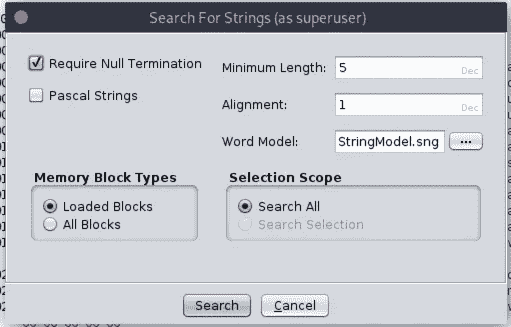 Search For Strings (as superuser)
Require Null Termination
Minimum Length: 5 Dec
Pascal Strings
Alignment: 1 Dec
Word Model: StringModel.sng ...
Memory Block Types
Loaded Blocks
All Blocks
Selection Scope
Search All
Search Selection
Search Cancel